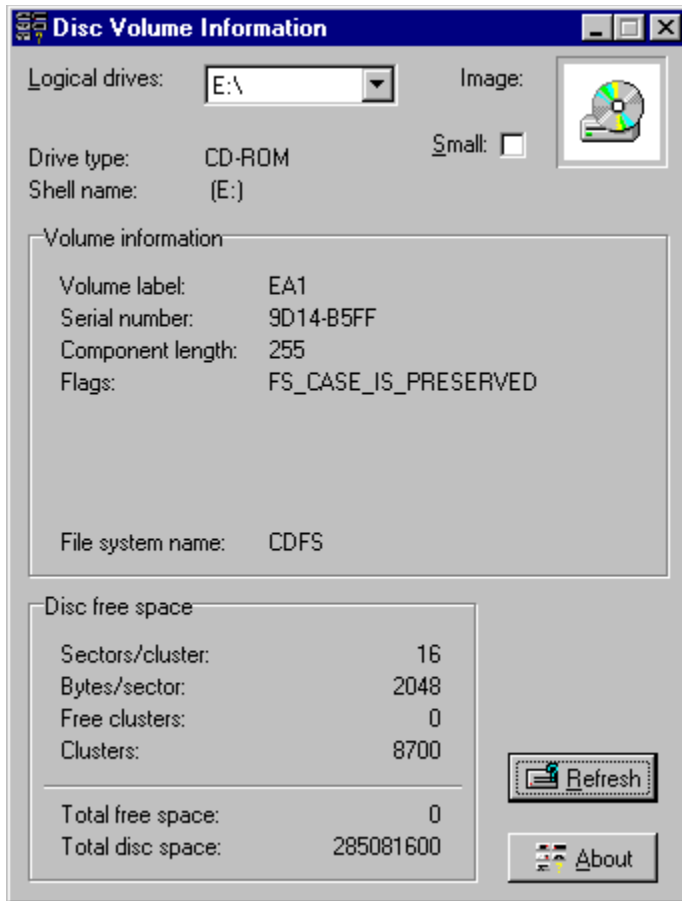 Disc Volume Information
Logical drives: E:\ Image:
Small:
Drive type: CD-ROM
Shell name: (E:)
Volume information
Volume label: EA1
Serial number: 9D14-B5FF
Component length: 255
Flags: FS_CASE_IS_PRESERVED
File system name: CDFS
Disc free space
Sectors/cluster: 16
Bytes/sector: 2048
Free clusters: 0
Clusters: 8700
Refresh
Total free space: 0
Total disc space: 285081600
About